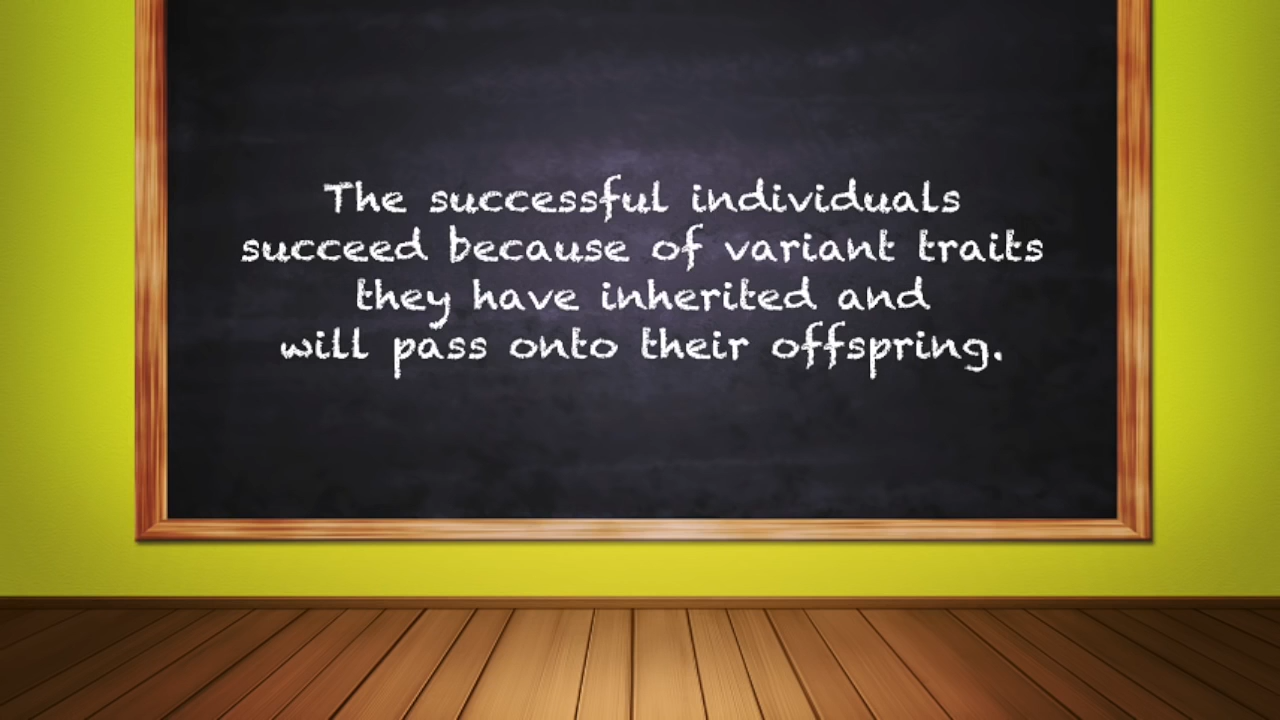 The successful individuals
succeed because of variant traits
they have inherited and
will pass onto their offspring.